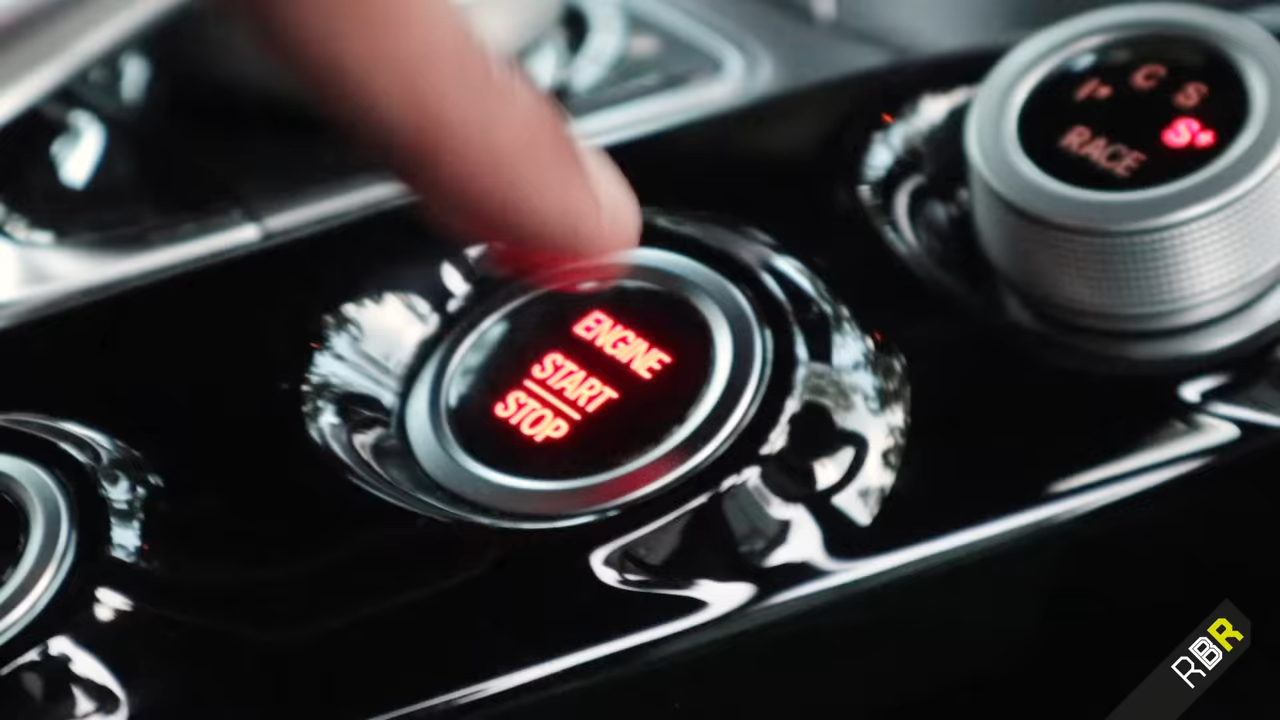 C
I+ S
S+
RACE
ENGINE
START
STOP
RBR